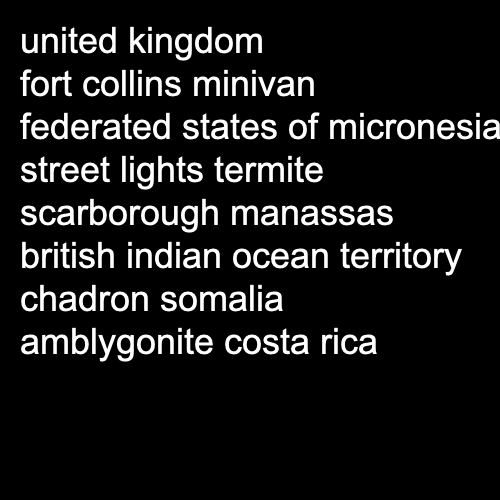 united kingdom
fort collins minivan
federated states of micronesia
street lights termite
scarborough manassas
british indian ocean territory
chadron somalia
amblygonite costa rica